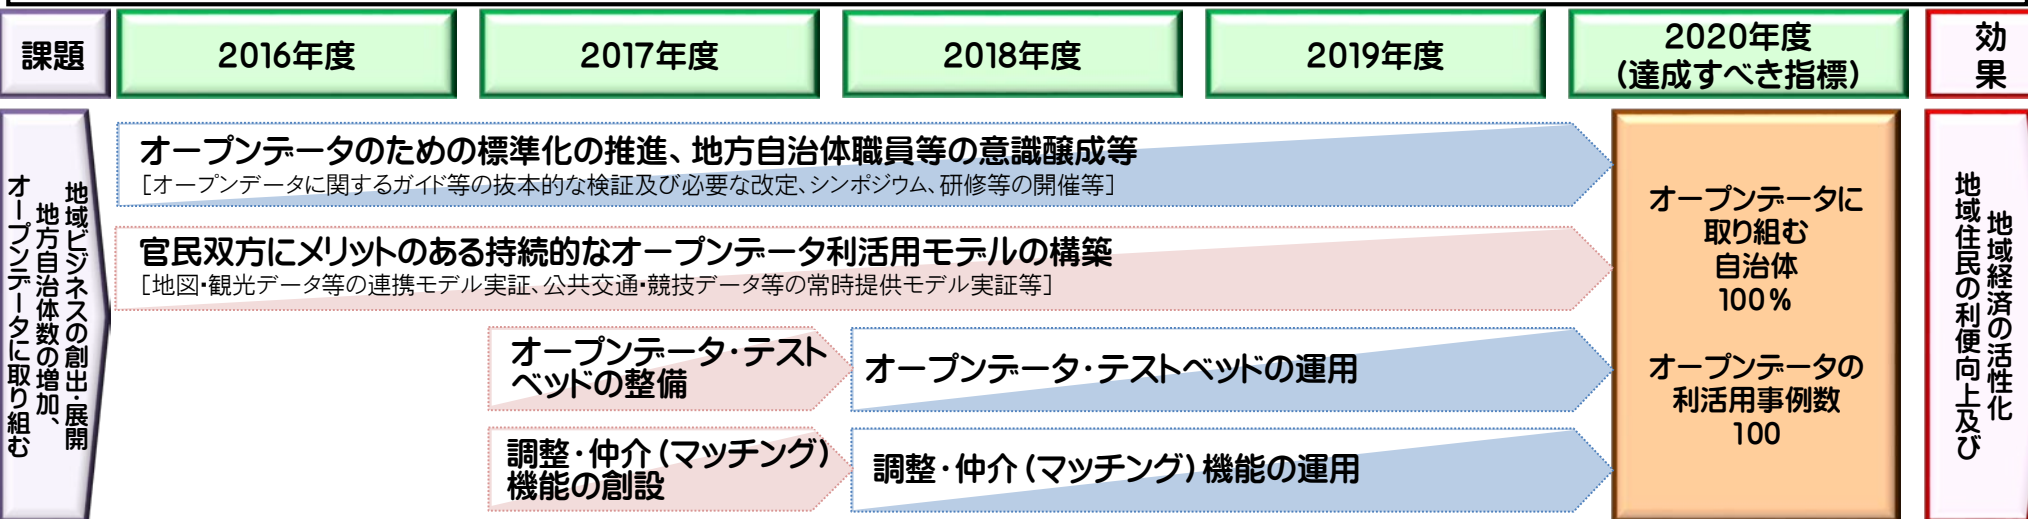 課題
2016年度
2017年度
2018年度
2019年度
2020年度
(達成すべき指標)
効
果
オープンデータに取り組む
地方自治体数の増加、
地域ビジネスの創出・展開
オープンデータのための標準化の推進、地方自治体職員等の意識醸成等
[オープンデータに関するガイド等の抜本的な検証及び必要な改定、シンポジウム、研修等の開催等]
官民双方にメリットのある持続的なオープンデータ利活用モデルの構築
[地図・観光データ等の連携モデル実証、公共交通・競技データ等の常時提供モデル実証等]
オープンデータ・テスト
ベッドの整備
オープンデータ・テストベッドの運用
調整・仲介(マッチング)
機能の創設
調整・仲介(マッチング)機能の運用
オープンデータに
取り組む
自治体
100%
オープンデータの
利活用事例数
100
地域住民の利便向上及び
地域経済の活性化